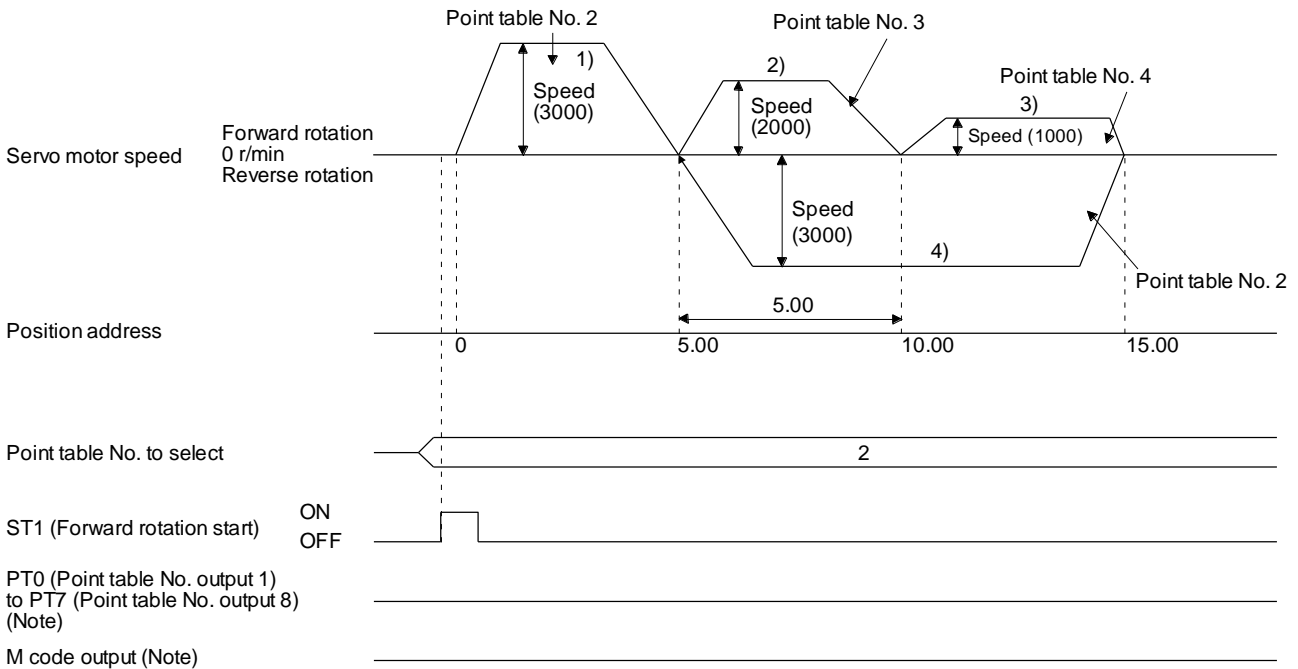 Point table No. 2
Point table No. 3
1)
2)
Point table No. 4
3)
Speed
(3000)
Speed
(2000)
Speed (1000)
Servo motor speed
Forward rotation
0 r/min
Reverse rotation
Speed
(3000)
4)
Point table No. 2
5.00
Position address
0
5.00
10.00
15.00
Point table No. to select
2
ST1 (Forward rotation start)
ON
OFF
PT0 (Point table No. output 1)
to PT7 (Point table No. output 8)
(Note)
M code output (Note)